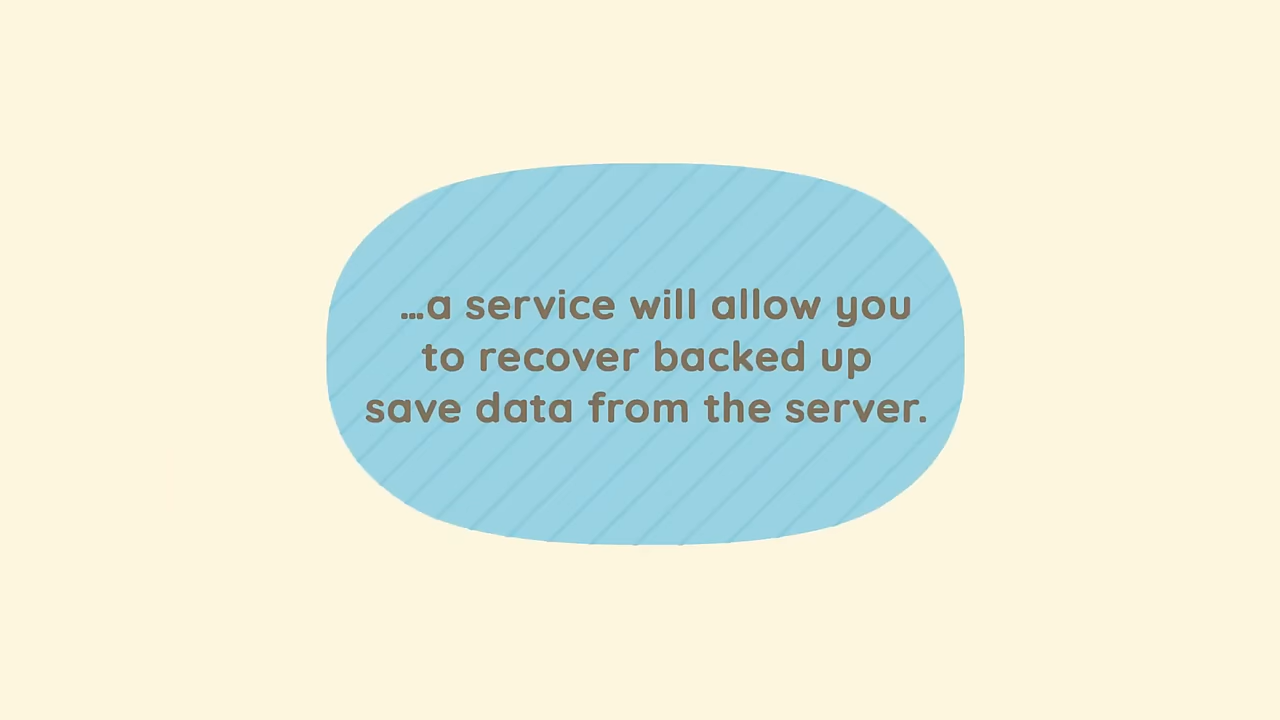 ...a service will allow you
to recover backed up
save data from the server.